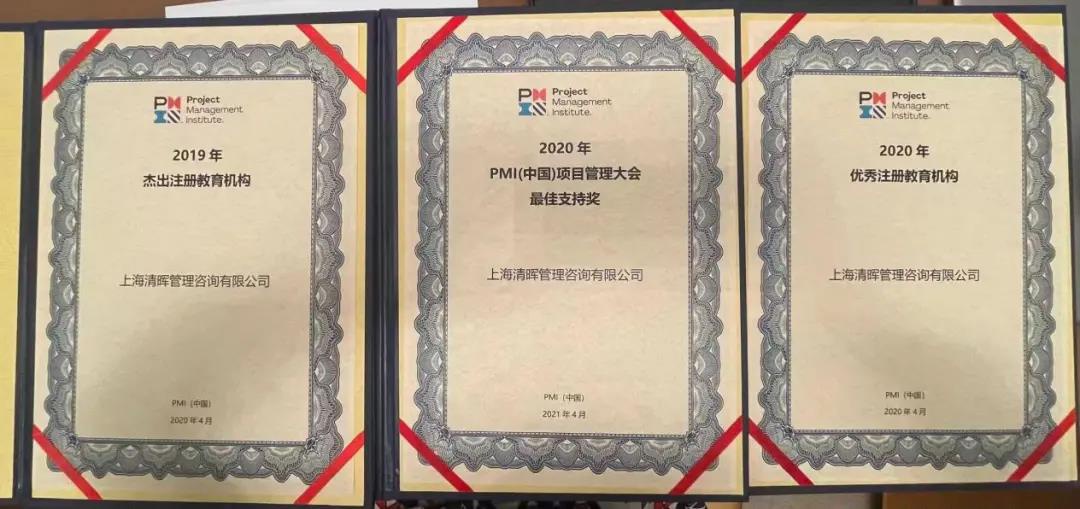 PM
Project
Management
Institute.
2019 年
杰出注册教育机构
上海清晖管理咨询有限公司
PMI（中国）
2020 年 4 月
PM
Project
Management
Institute.
2020 年
PMI(中国)项目管理大会
最佳支持奖
上海清晖管理咨询有限公司
PMI（中国）
2021 年 4 月
PM
Project
Management
Institute.
2020 年
优秀注册教育机构
上海清晖管理咨询有限公司
PMI（中国）
2020 年 4 月